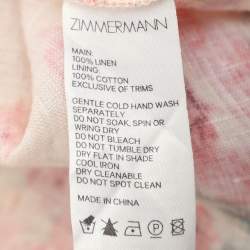 ZIMMERMANN
MAIN:
100% LINEN
LINING:
100% COTTON
EXCLUSIVE OF TRIMS
GENTLE COLD HAND WASH
SEPARATELY
DO NOT SOAK, SPIN OR
WRING DRY
DO NOT BLEACH
DO NOT TUMBLE DRY
DRY FLAT IN SHADE
COOL IRON
DRY CLEANABLE
DO NOT SPOT CLEAN
MADE IN CHINA
P